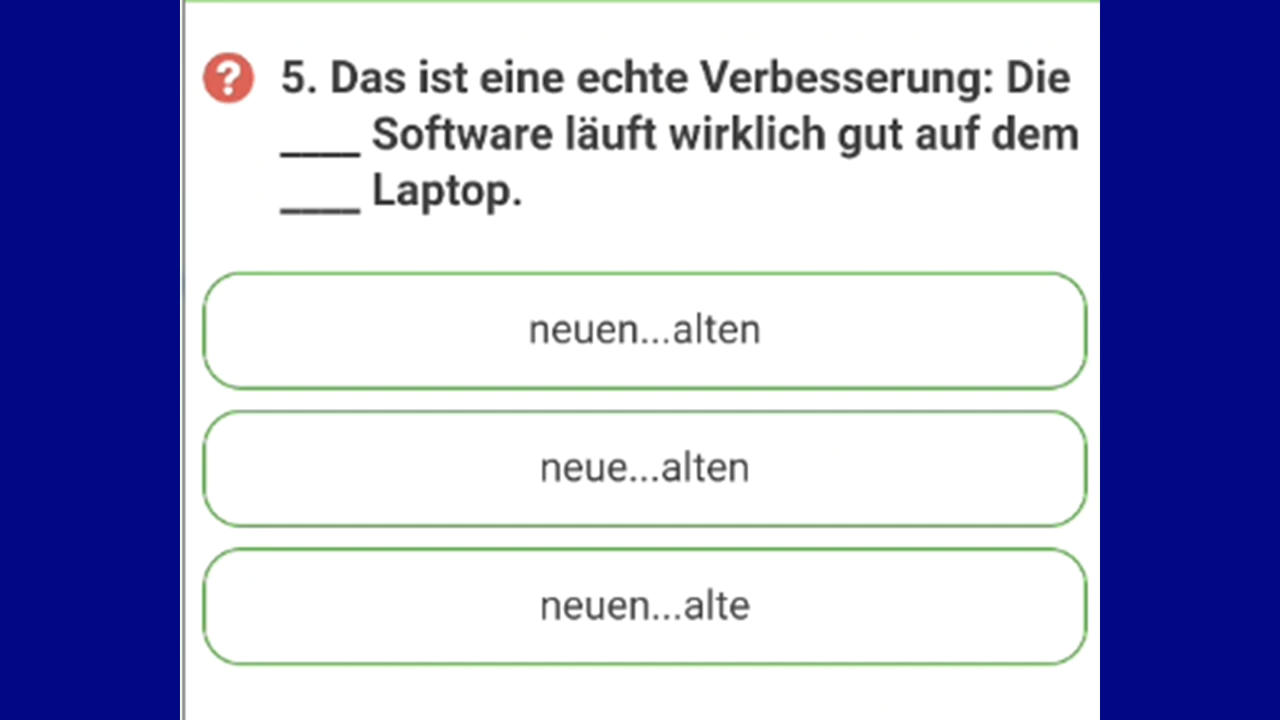 ? 5. Das ist eine echte Verbesserung: Die
____ Software läuft wirklich gut auf dem
____ Laptop.
neuen...alten
neue...alten
neuen...alte